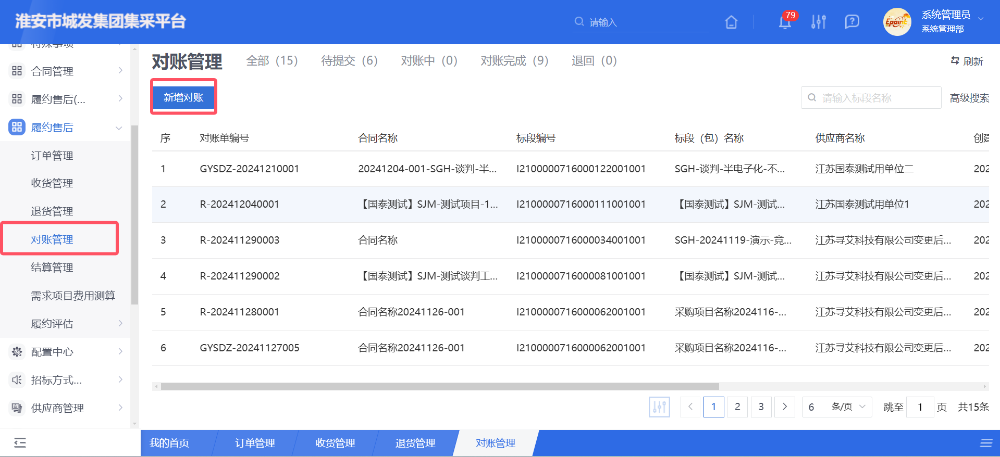 淮安市城发集团集采平台
请输入
79
Epoint
系统管理员
系统管理部
合同管理
履约售后(...
履约售后
订单管理
收货管理
退货管理
对账管理
结算管理
需求项目费用测算
履约评估
配置中心
招标方式...
供应商管理
对账管理
全部（15）
待提交（6）
对账中（0）
对账完成（9）
退回（0）
刷新
新增对账
请输入标段名称
高级搜索
序 对账单编号 合同名称 标段编号 标段（包）名称 供应商名称 创建
1 GYSDZ-20241210001 20241204-001-SGH-谈判-半... I2100000716000122001001 SGH-谈判-半电子化-不... 江苏国泰测试用单位二 202
2 R-202412040001 【国泰测试】SJM-测试项目-1... I2100000716000111001001 【国泰测试】SJM-测试... 江苏国泰测试用单位1 202
3 R-202411290003 合同名称 I2100000716000034001001 SGH-20241119-演示-竞... 江苏寻艾科技有限公司变更后... 202
4 R-202411290002 【国泰测试】SJM-测试谈判工... I2100000716000081001001 【国泰测试】SJM-测试... 江苏寻艾科技有限公司变更后... 202
5 R-202411280001 合同名称20241126-001 I2100000716000062001001 采购项目名称2024116-... 江苏寻艾科技有限公司变更后... 202
6 GYSDZ-20241127005 合同名称20241126-001 I2100000716000062001001 采购项目名称2024116-... 江苏寻艾科技有限公司变更后... 202
1 2 3 6 条/页 跳至 1 页 共15条
我的首页 订单管理 收货管理 退货管理 对账管理